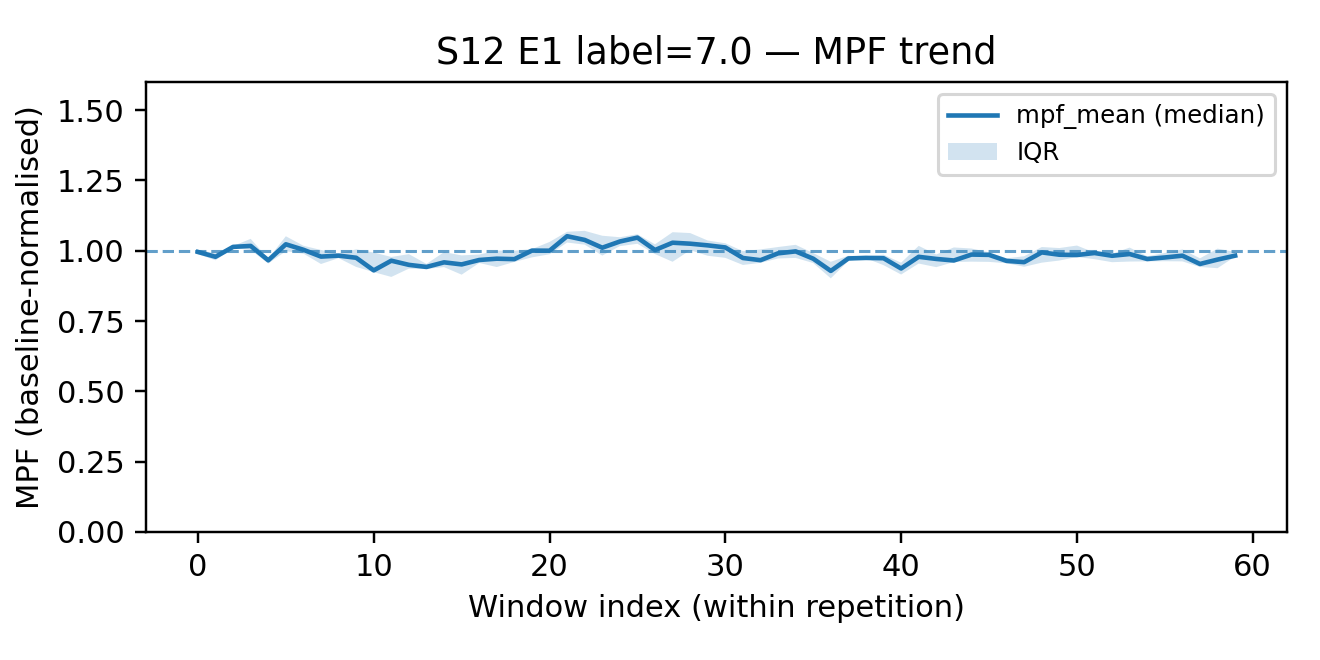 S12 E1 label=7.0 — MPF trend
mpf_mean (median)
IQR
MPF (baseline-normalised)
1.50
1.25
1.00
0.75
0.50
0.25
0.00
0 10 20 30 40 50 60
Window index (within repetition)